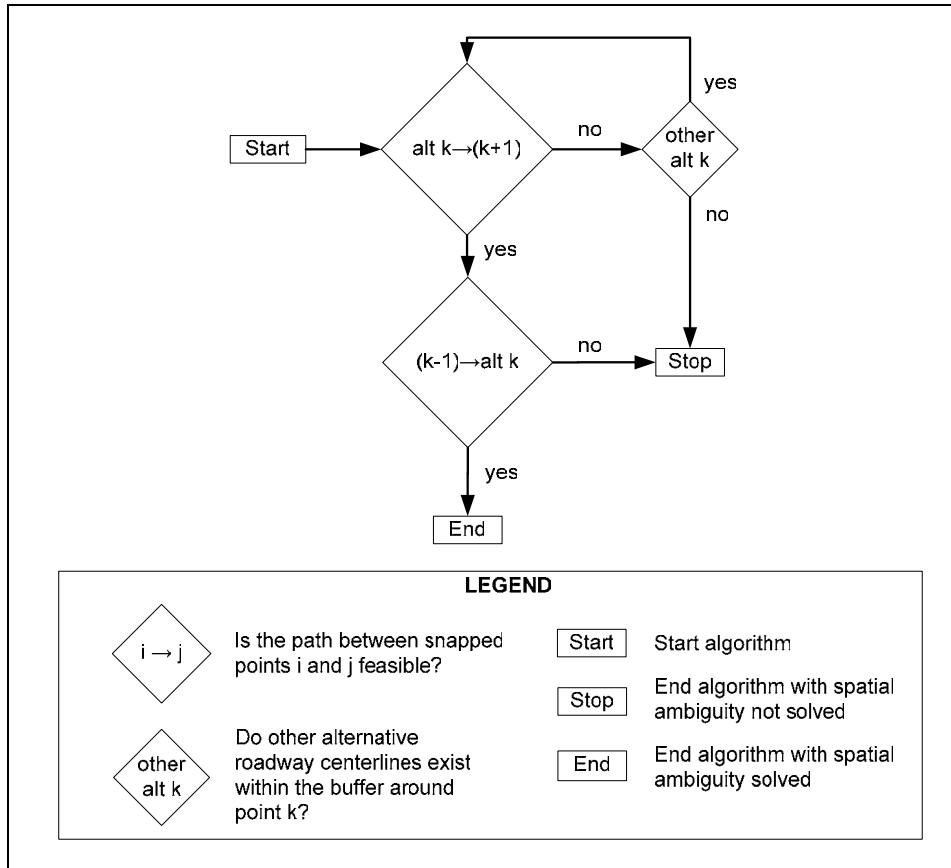 yes
Start
alt k→(k+1)
no
other
alt k
yes
no
(k-1)→alt k
no
Stop
yes
End
LEGEND
i → j
Is the path between snapped
points i and j feasible?
other
alt k
Do other alternative
roadway centerlines exist
within the buffer around
point k?
Start
Start algorithm
Stop
End algorithm with spatial
ambiguity not solved
End
End algorithm with spatial
ambiguity solved